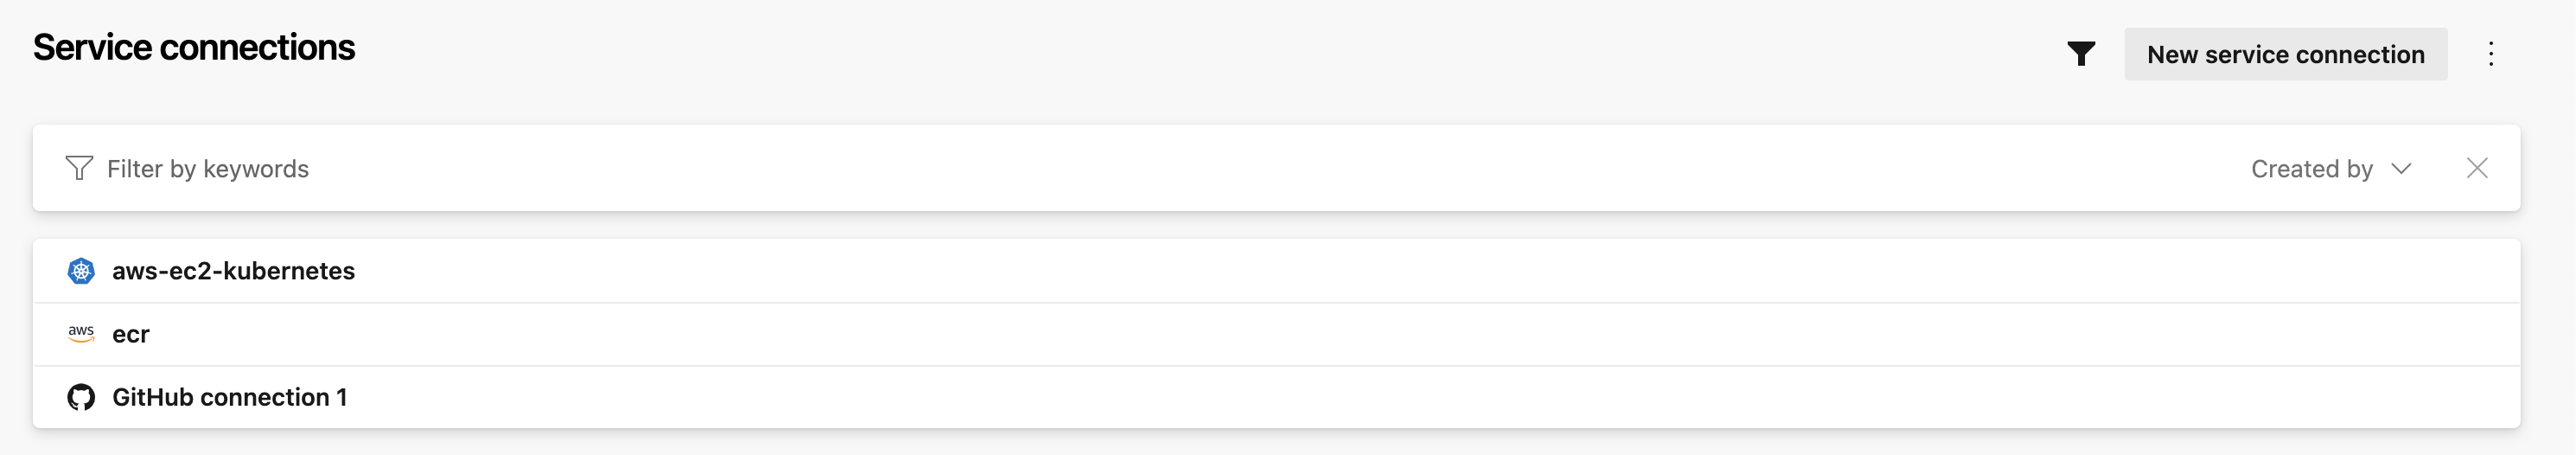 Service connections
New service connection
Filter by keywords
Created by
aws-ec2-kubernetes
aws
ecr
GitHub connection 1